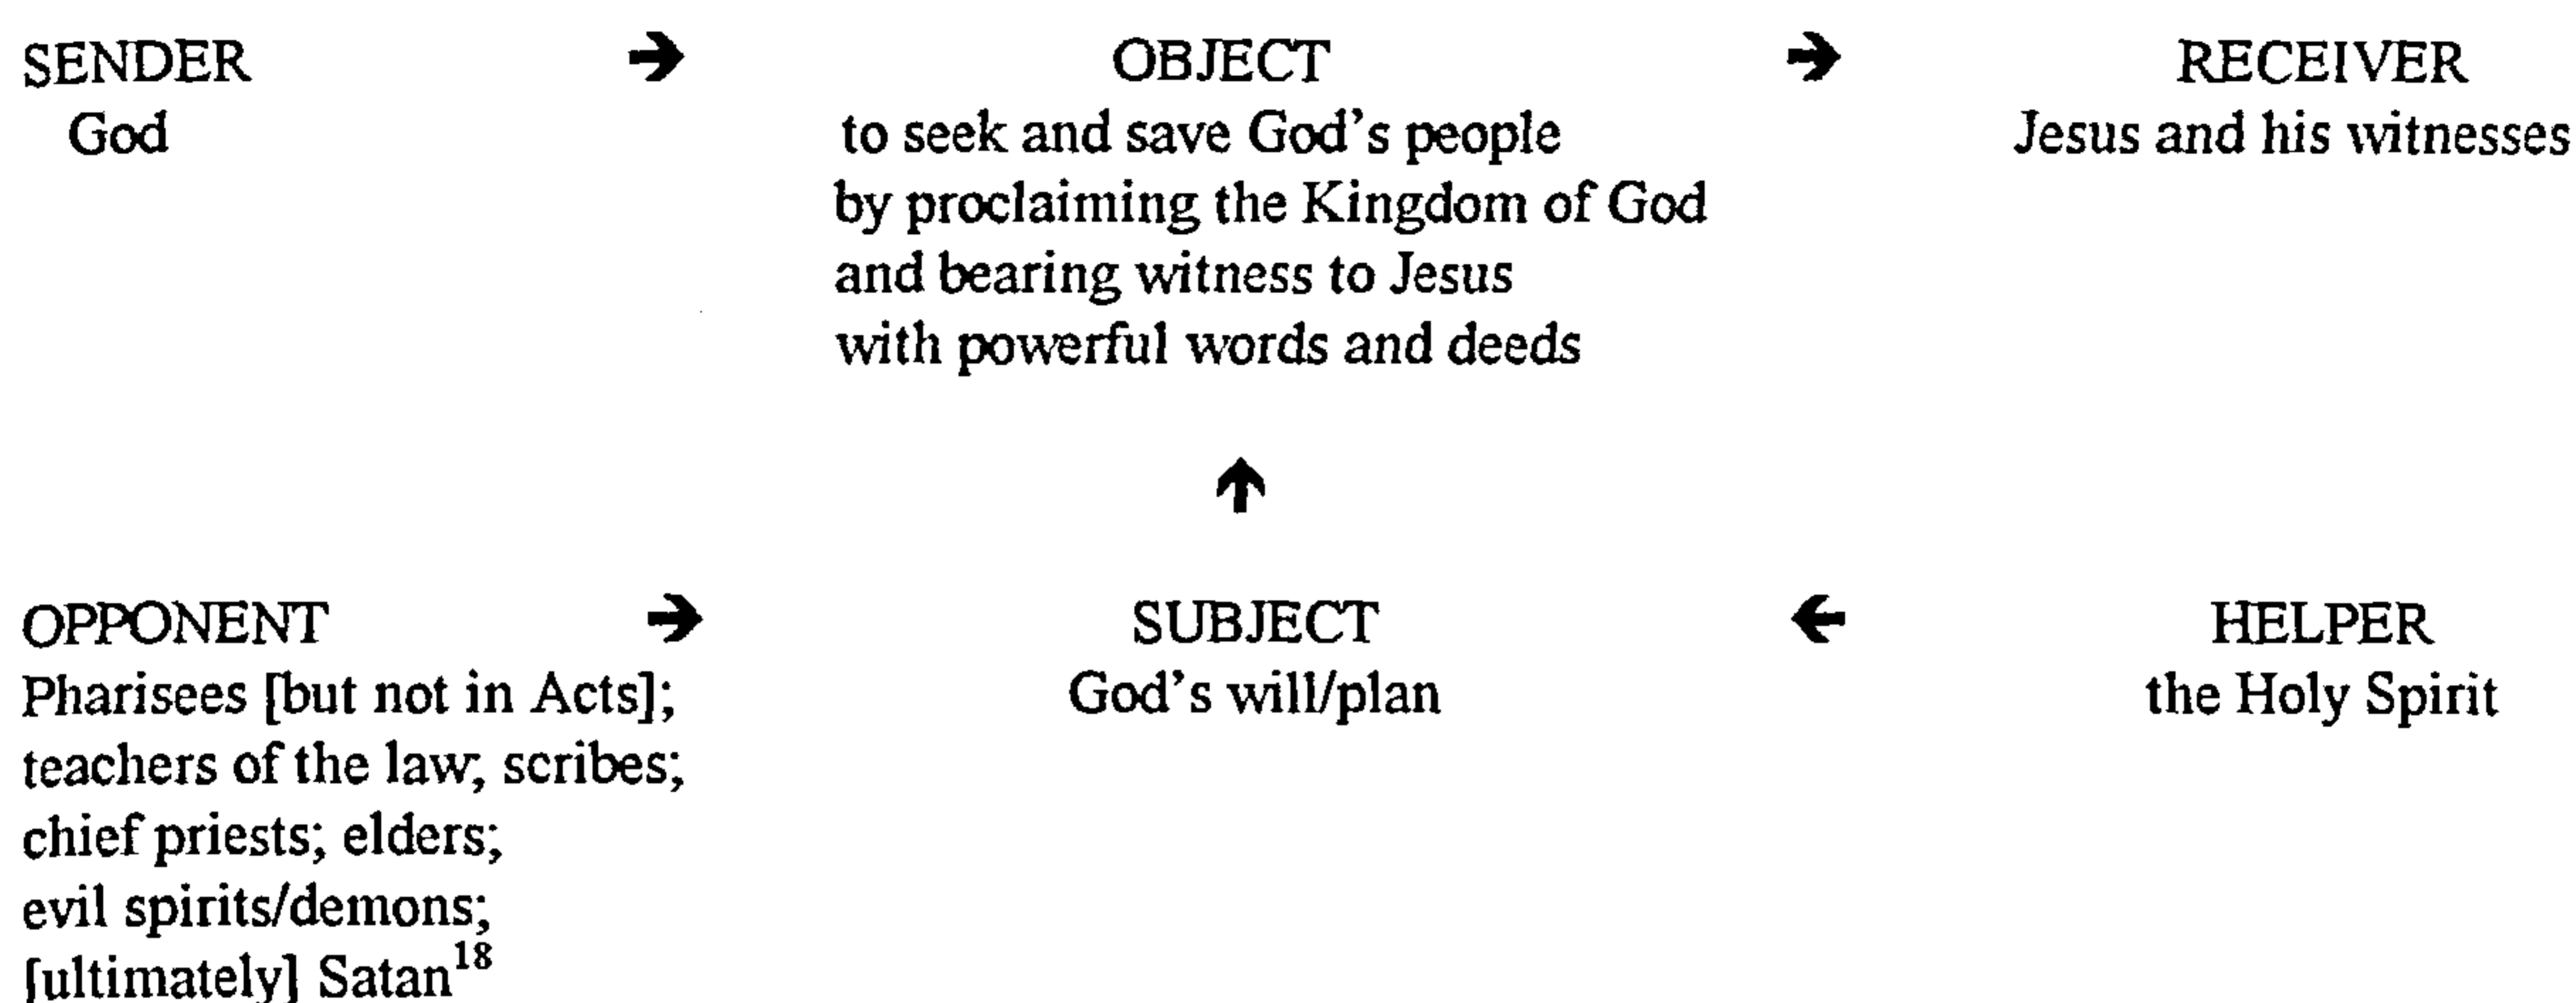 SENDER → OBJECT → RECEIVER
God to seek and save God's people Jesus and his witnesses
by proclaiming the Kingdom of God
and bearing witness to Jesus
with powerful words and deeds
↑
OPPONENT → SUBJECT ← HELPER
Pharisees [but not in Acts]; God's will/plan the Holy Spirit
teachers of the law; scribes;
chief priests; elders;
evil spirits/demons;
[ultimately] Satan18